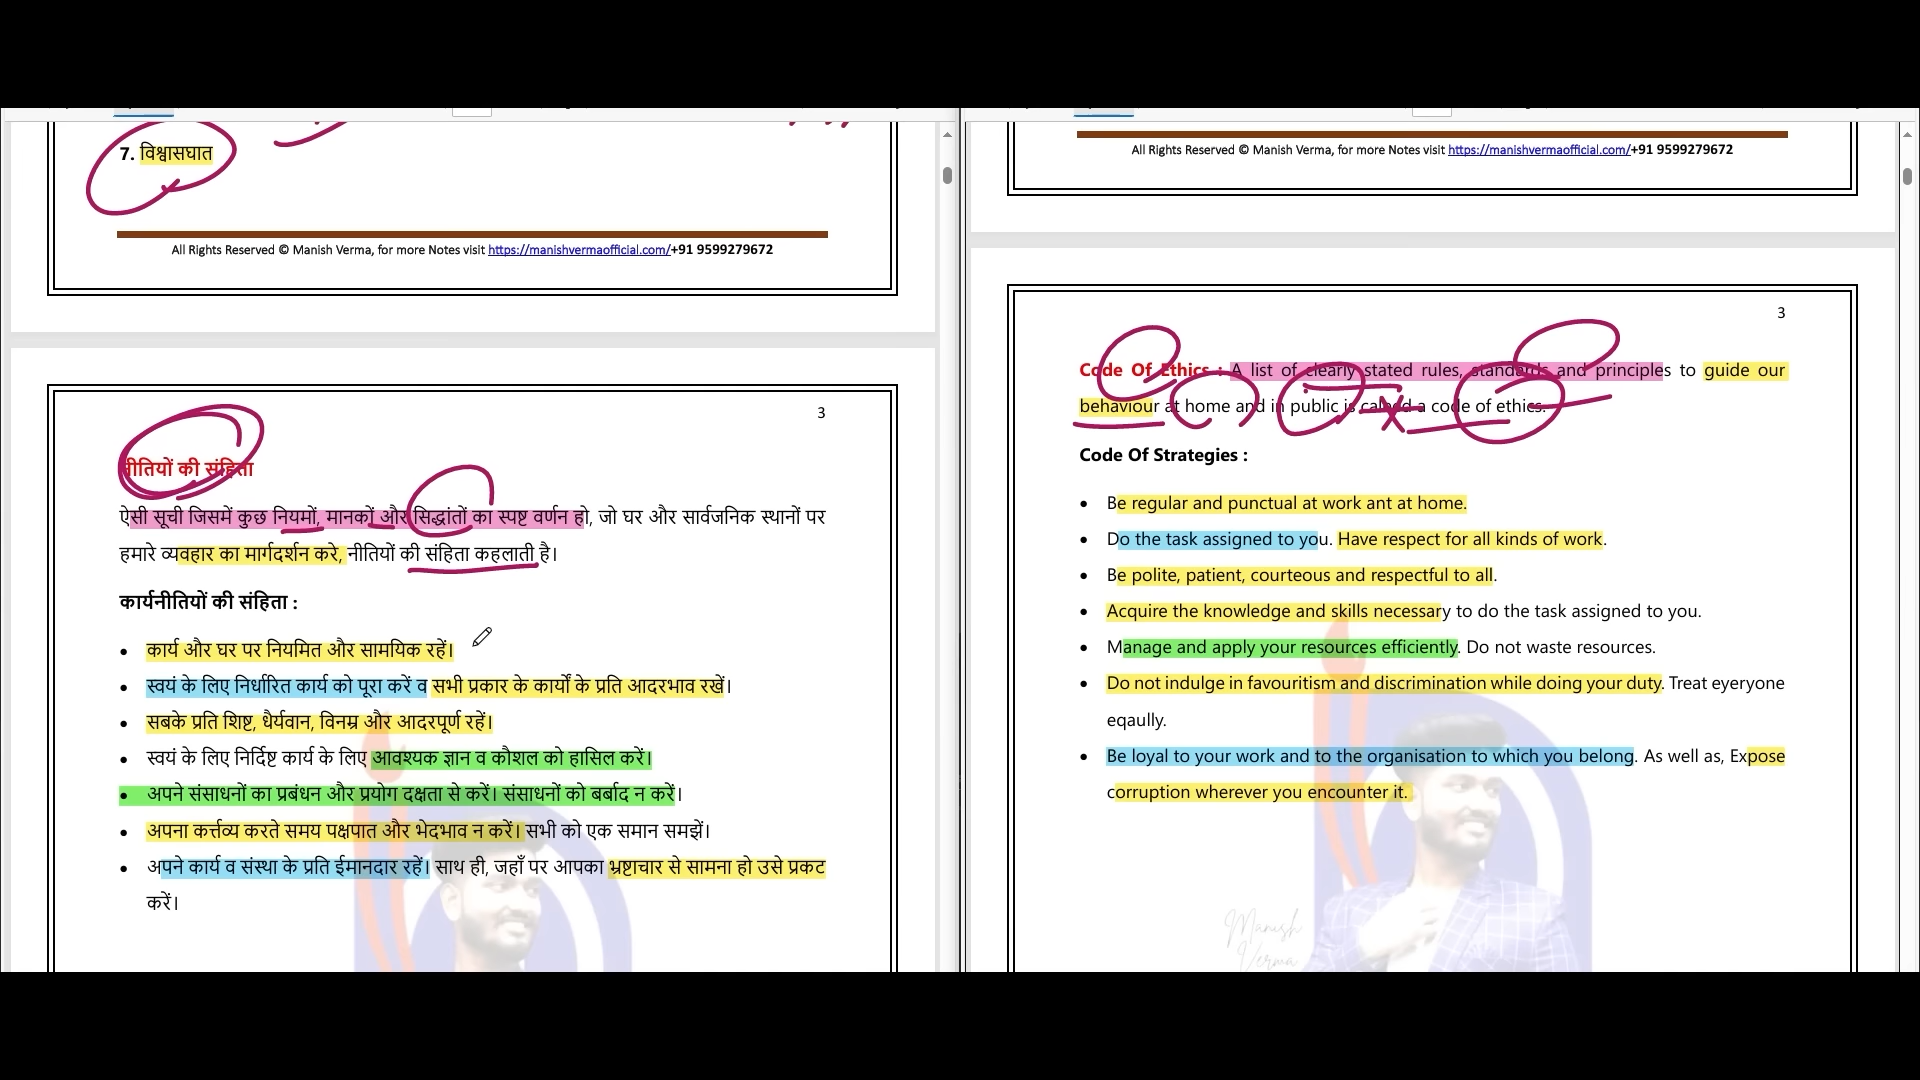 7. विश्वासघात
All Rights Reserved © Manish Verma, for more Notes visit https://manishvermaofficial.com/+91 9599279672
3
नीतियों की संहिता
ऐसी सूची जिसमें कुछ नियमों, मानकों और सिद्धांतों का स्पष्ट वर्णन हो, जो घर और सार्वजनिक स्थानों पर
हमारे व्यवहार का मार्गदर्शन करे, नीतियों की संहिता कहलाती है।
कार्यनीतियों की संहिता :
• कार्य और घर पर नियमित और सामयिक रहें।
• स्वयं के लिए निर्धारित कार्य को पूरा करें व सभी प्रकार के कार्यों के प्रति आदरभाव रखें।
• सबके प्रति शिष्ट, धैर्यवान, विनम्र और आदरपूर्ण रहें।
• स्वयं के लिए निर्दिष्ट कार्य के लिए आवश्यक ज्ञान व कौशल को हासिल करें।
• अपने संसाधनों का प्रबंधन और प्रयोग दक्षता से करें। संसाधनों को बर्बाद न करें।
• अपना कर्त्तव्य करते समय पक्षपात और भेदभाव न करें। सभी को एक समान समझें।
• अपने कार्य व संस्था के प्रति ईमानदार रहें। साथ ही, जहाँ पर आपका भ्रष्टाचार से सामना हो उसे प्रकट
करें।
All Rights Reserved © Manish Verma, for more Notes visit https://manishvermaofficial.com/+91 9599279672
3
Code Of Ethics : A list of clearly stated rules, standards and principles to guide our
behaviour at home and in public is called a code of ethics.
Code Of Strategies :
• Be regular and punctual at work ant at home.
• Do the task assigned to you. Have respect for all kinds of work.
• Be polite, patient, courteous and respectful to all.
• Acquire the knowledge and skills necessary to do the task assigned to you.
• Manage and apply your resources efficiently. Do not waste resources.
• Do not indulge in favouritism and discrimination while doing your duty. Treat eyeryone
eqaully.
• Be loyal to your work and to the organisation to which you belong. As well as, Expose
corruption wherever you encounter it.
Manish
Verma